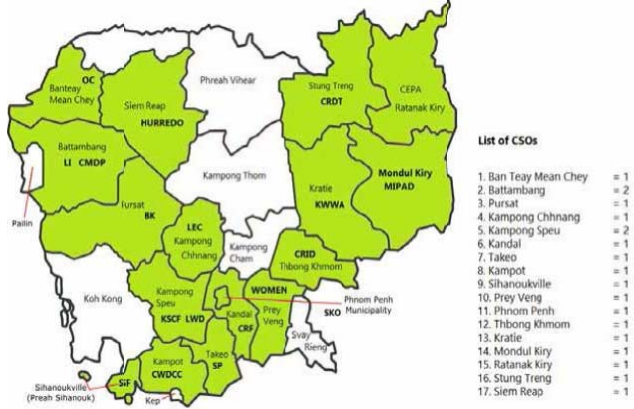 OC
Banteay
Mean Chey
Siem Reap
HURREDO
Phreah Vihear
Stung Treng
CRDT
CEPA
Ratanak Kiry
Battambang
LI CMDP
Pailin
Pursat
BK
Kampong Thom
Kratie
KWWA
Mondul Kiry
MIPAD
LEC
Kampong
Chhnang
Kampong
Cham
CRID
Thbong Khmom
Koh Kong
Kampong
Speu
KSCF LWD
Kandal
CRF
WOMEN
Prey
Veng
SKO
Phnom Penh
Municipality
Svay
Rieng
Kampot
CWDCC
Takeo
SP
SiF
Sihanoukville
(Preah Sihanouk)
Kep
List of CSOs
1. Ban Teay Mean Chey = 1
2. Battambang = 2
3. Pursat = 1
4. Kampong Chhnang = 1
5. Kampong Speu = 2
6. Kandal = 1
7. Takeo = 1
8. Kampot = 1
9. Sihanoukville = 1
10. Prey Veng = 1
11. Phnom Penh = 1
12. Thbong Khmom = 1
13. Kratie = 1
14. Mondul Kiry = 1
15. Ratanak Kiry = 1
16. Stung Treng = 1
17. Siem Reap = 1